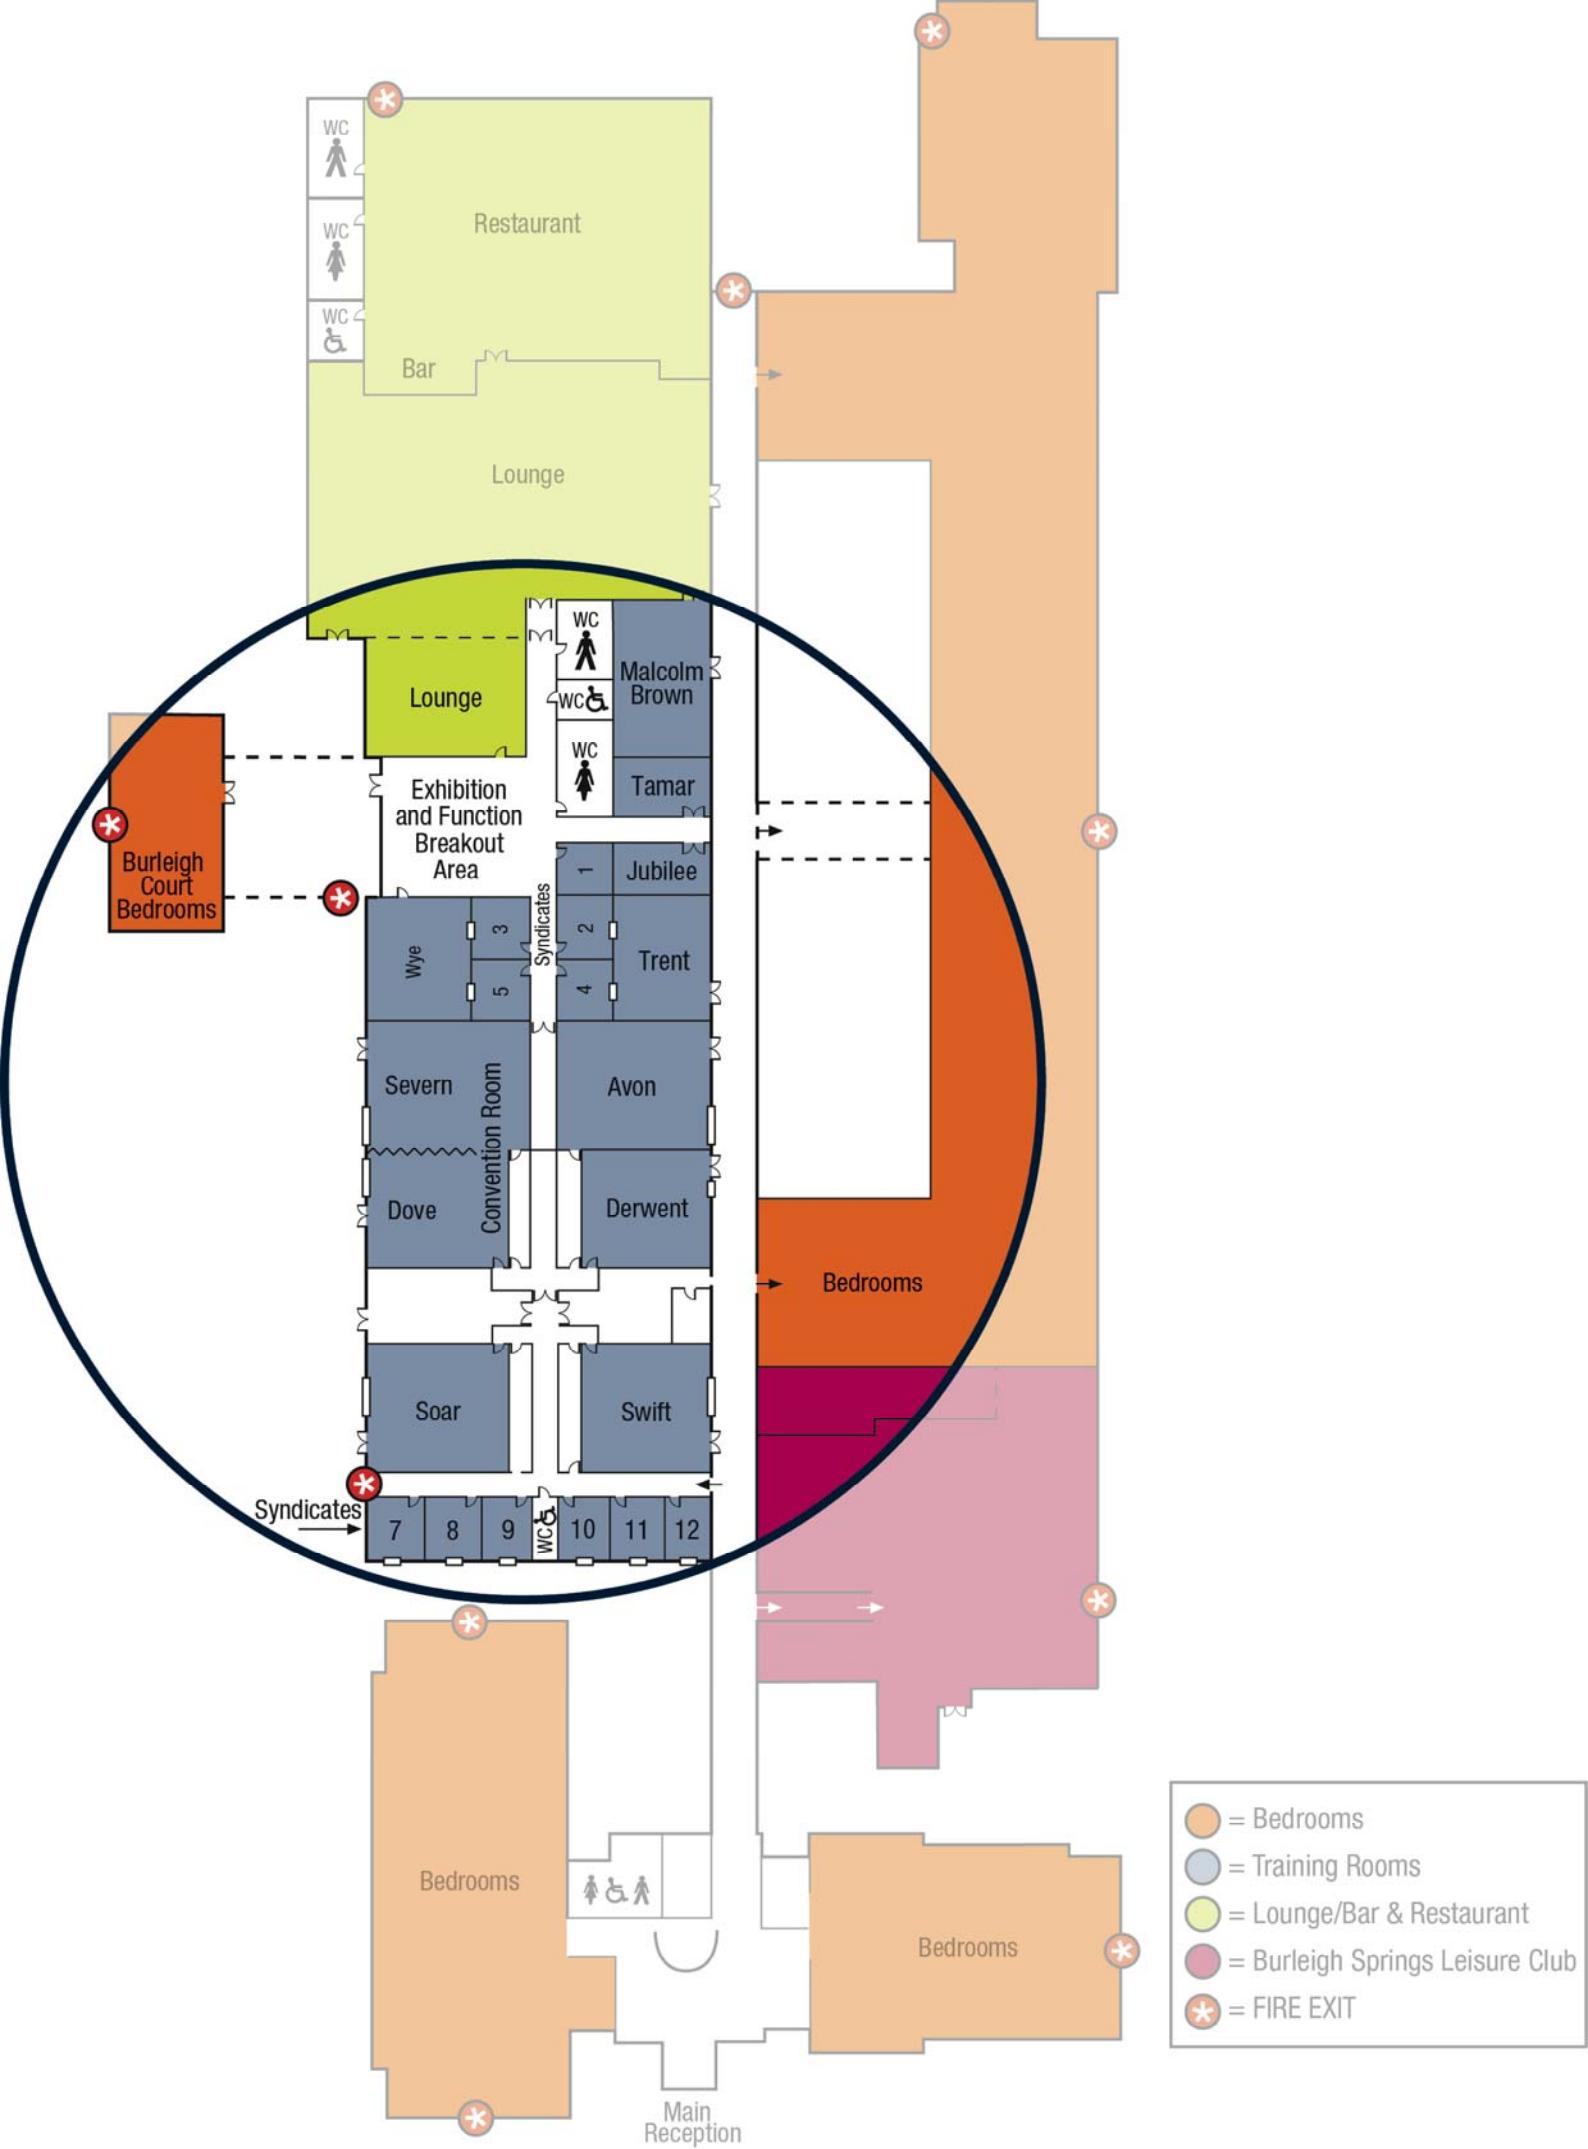 WC
Restaurant
WC
WC
Bar
Lounge
WC
Malcolm
Brown
WC
Lounge
WC
Tamar
Exhibition
and Function
Breakout
Area
Burleigh
Court
Bedrooms
1
Jubilee
Syndicates
Wye
3
2
Trent
5
4
Severn
Convention Room
Avon
Dove
Derwent
Bedrooms
Soar
Swift
Syndicates
7
8
9
WC
10
11
12
Bedrooms
Bedrooms
Main
Reception
= Bedrooms
= Training Rooms
= Lounge/Bar & Restaurant
= Burleigh Springs Leisure Club
= FIRE EXIT